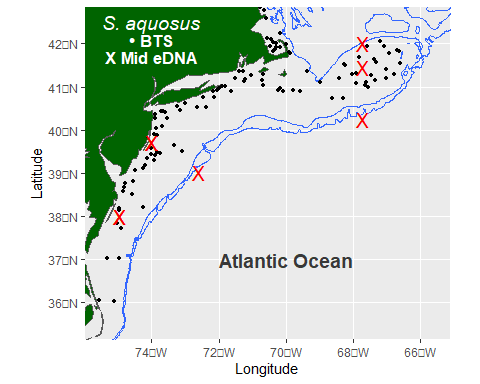 S. aquosus
• BTS
X Mid eDNA
42□N
41□N
40□N
39□N
38□N
37□N
36□N
Latitude
Atlantic Ocean
74□W
72□W
70□W
68□W
66□W
Longitude